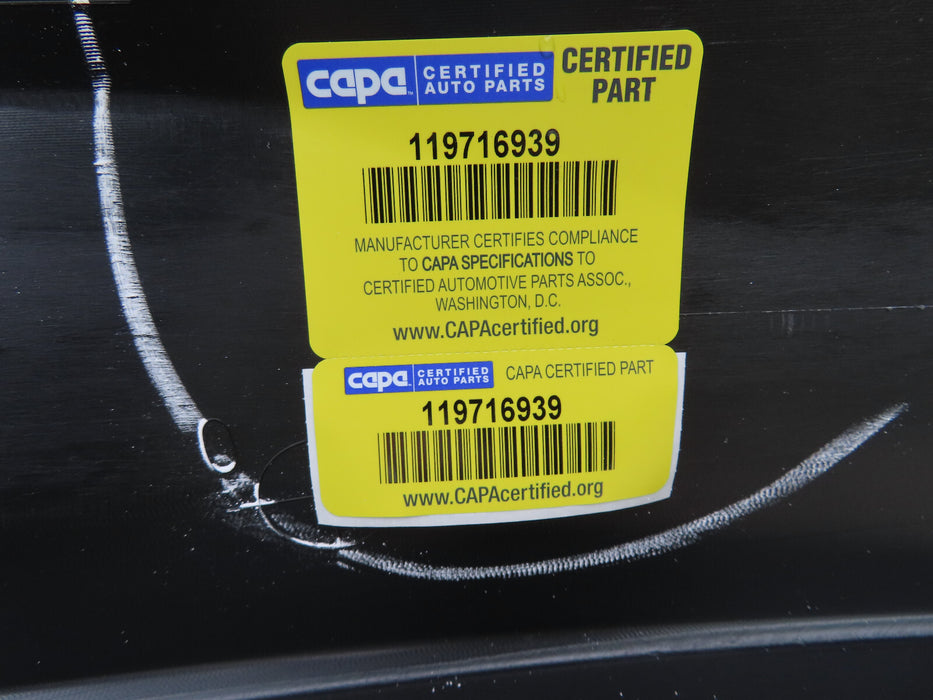 capa™ CERTIFIED AUTO PARTS
CERTIFIED PART
119716939
MANUFACTURER CERTIFIES COMPLIANCE
TO CAPA SPECIFICATIONS TO
CERTIFIED AUTOMOTIVE PARTS ASSOC.,
WASHINGTON, D.C.
www.CAPAcertified.org
capa CERTIFIED AUTO PARTS
CAPA CERTIFIED PART
119716939
www.CAPAcertified.org